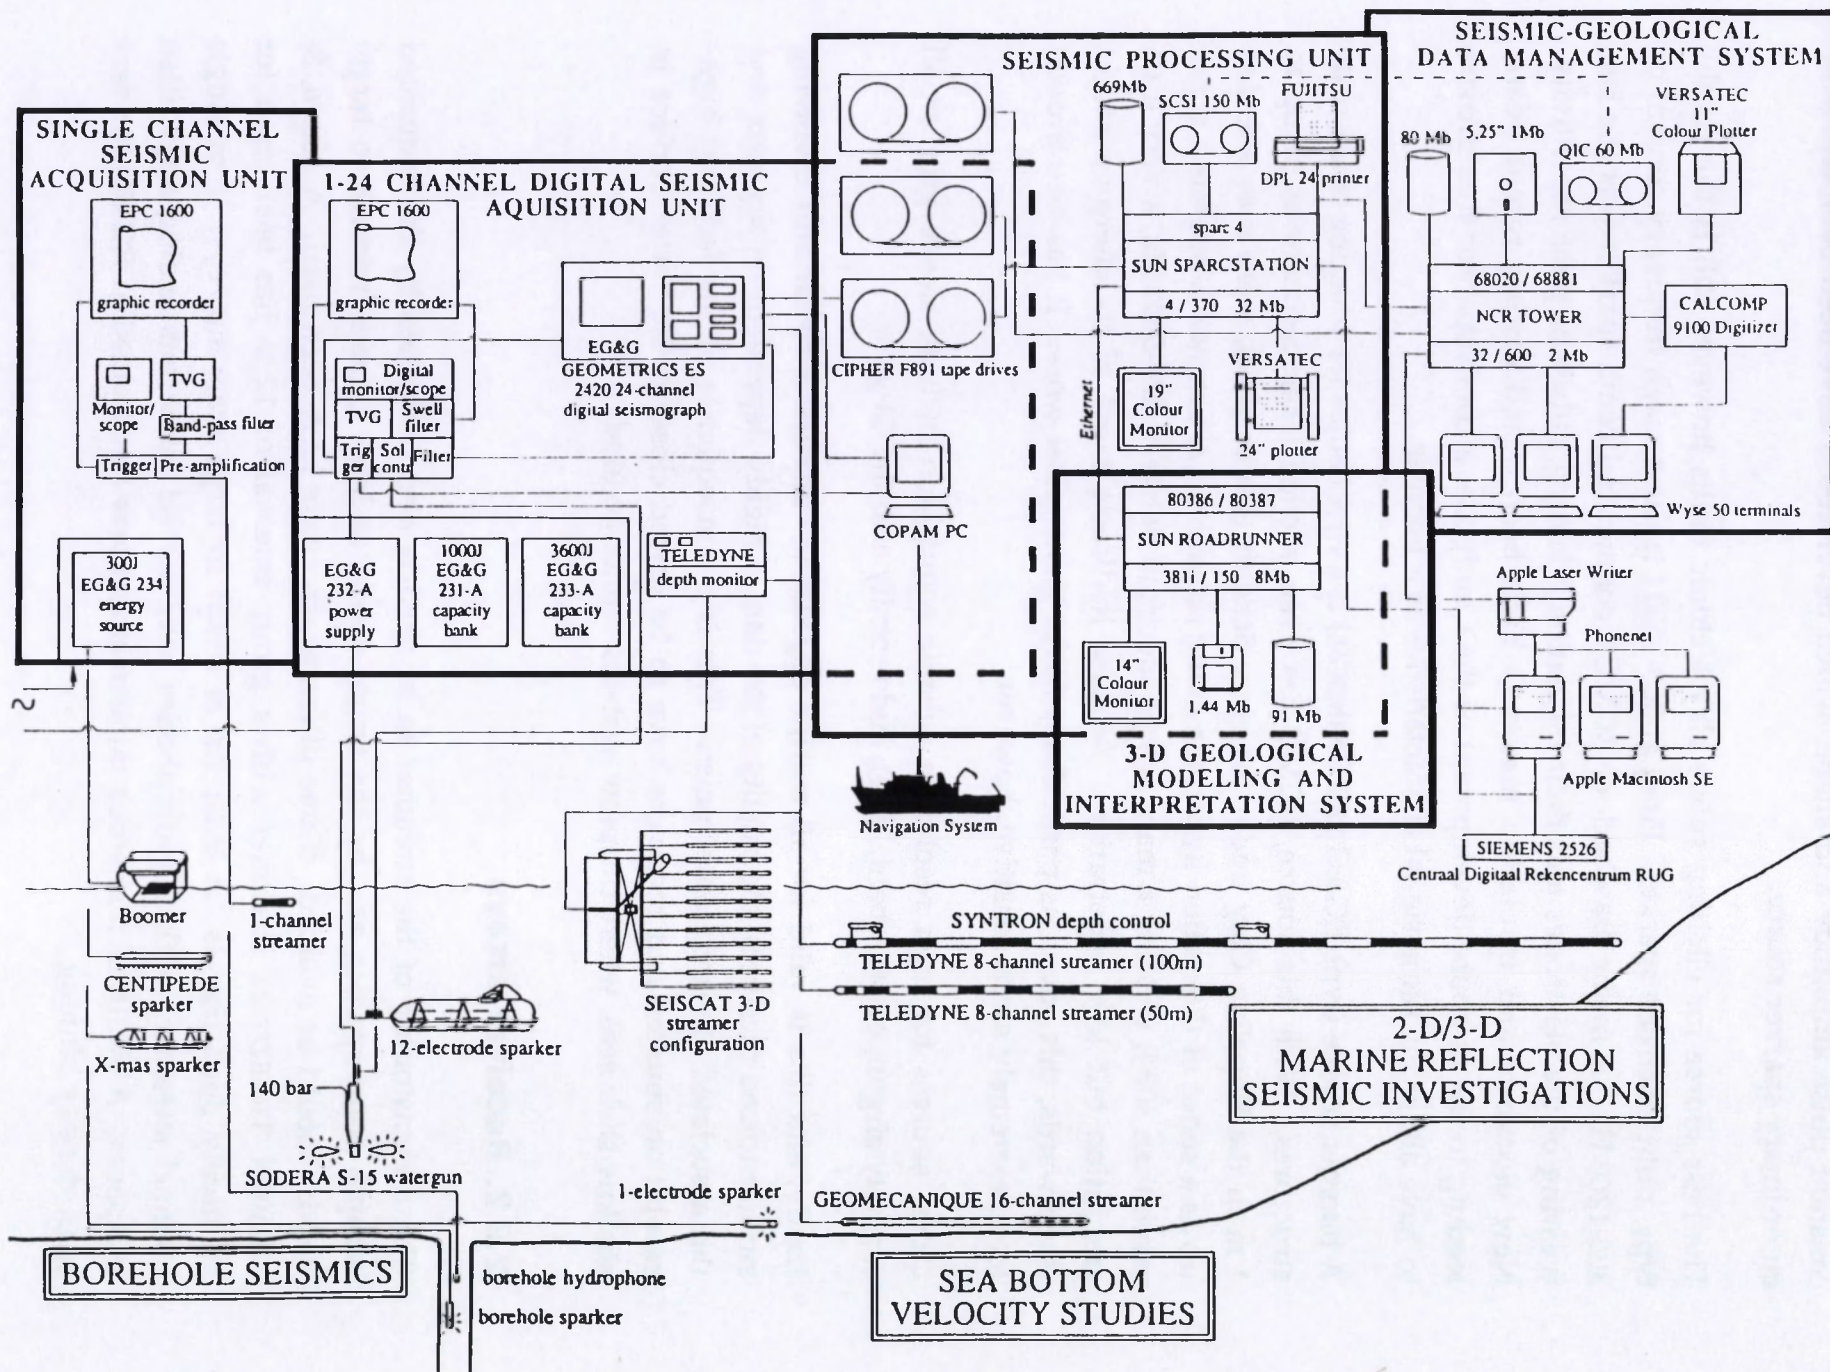 SINGLE CHANNEL
SEISMIC
ACQUISITION UNIT
EPC 1600
graphic recorder
TVG
Monitor/
scope
Band-pass filter
Trigger
Pre-amplification
300J
EG&G 234
energy
source
1-24 CHANNEL DIGITAL SEISMIC
AQUISITION UNIT
EPC 1600
graphic recorder
Digital
monitor/scope
TVG
Swell
filter
Trig
ger
Sol
contr
Filter
EG&G
GEOMETRICS ES
2420 24-channel
digital seismograph
EG&G
232-A
power
supply
1000J
EG&G
231-A
capacity
bank
3600J
EG&G
233-A
capacity
bank
TELEDYNE
depth monitor
SEISMIC PROCESSING UNIT
669Mb
SCSI 150 Mb
FUJITSU
DPL 24 printer
sparc 4
SUN SPARCSTATION
4 / 370 32 Mb
CIPHER F891 tape drives
Ethernet
19"
Colour
Monitor
VERSATEC
24" plotter
COPAM PC
Navigation System
80386 / 80387
SUN ROADRUNNER
381i / 150 8Mb
14"
Colour
Monitor
1,44 Mb
91 Mb
3-D GEOLOGICAL
MODELING AND
INTERPRETATION SYSTEM
SEISMIC-GEOLOGICAL
DATA MANAGEMENT SYSTEM
80 Mb
5,25" 1Mb
QIC 60 Mb
VERSATEC
11"
Colour Plotter
68020 / 68881
NCR TOWER
32 / 600 2 Mb
CALCOMP
9100 Digitizer
Wyse 50 terminals
Apple Laser Writer
Phonenet
Apple Macintosh SE
SIEMENS 2526
Centraal Digitaal Rekencentrum RUG
Boomer
1-channel
streamer
CENTIPEDE
sparker
X-mas sparker
12-electrode sparker
140 bar
SODERA S-15 watergun
SEISCAT 3-D
streamer
configuration
SYNTRON depth control
TELEDYNE 8-channel streamer (100m)
TELEDYNE 8-channel streamer (50m)
2-D/3-D
MARINE REFLECTION
SEISMIC INVESTIGATIONS
1-electrode sparker
GEOMECANIQUE 16-channel streamer
BOREHOLE SEISMICS
borehole hydrophone
borehole sparker
SEA BOTTOM
VELOCITY STUDIES